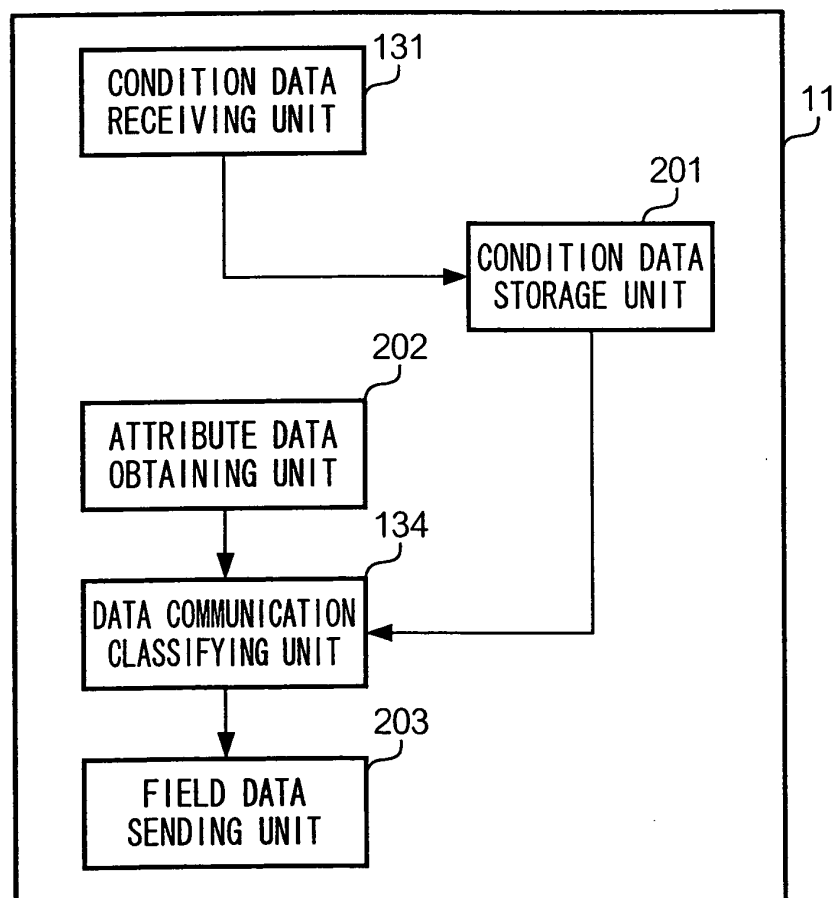 131
CONDITION DATA
RECEIVING UNIT
11
201
CONDITION DATA
STORAGE UNIT
202
ATTRIBUTE DATA
OBTAINING UNIT
134
DATA COMMUNICATION
CLASSIFYING UNIT
203
FIELD DATA
SENDING UNIT